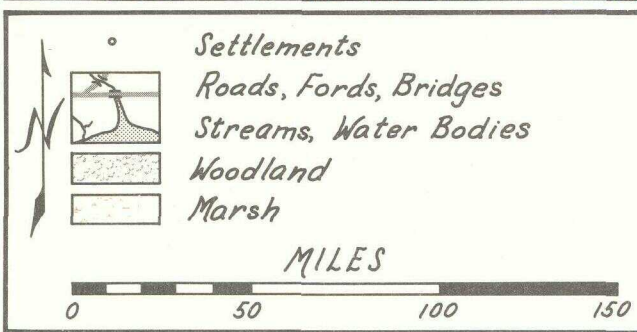 N
Settlements
Roads, Fords, Bridges
Streams, Water Bodies
Woodland
Marsh
MILES
0 50 100 150